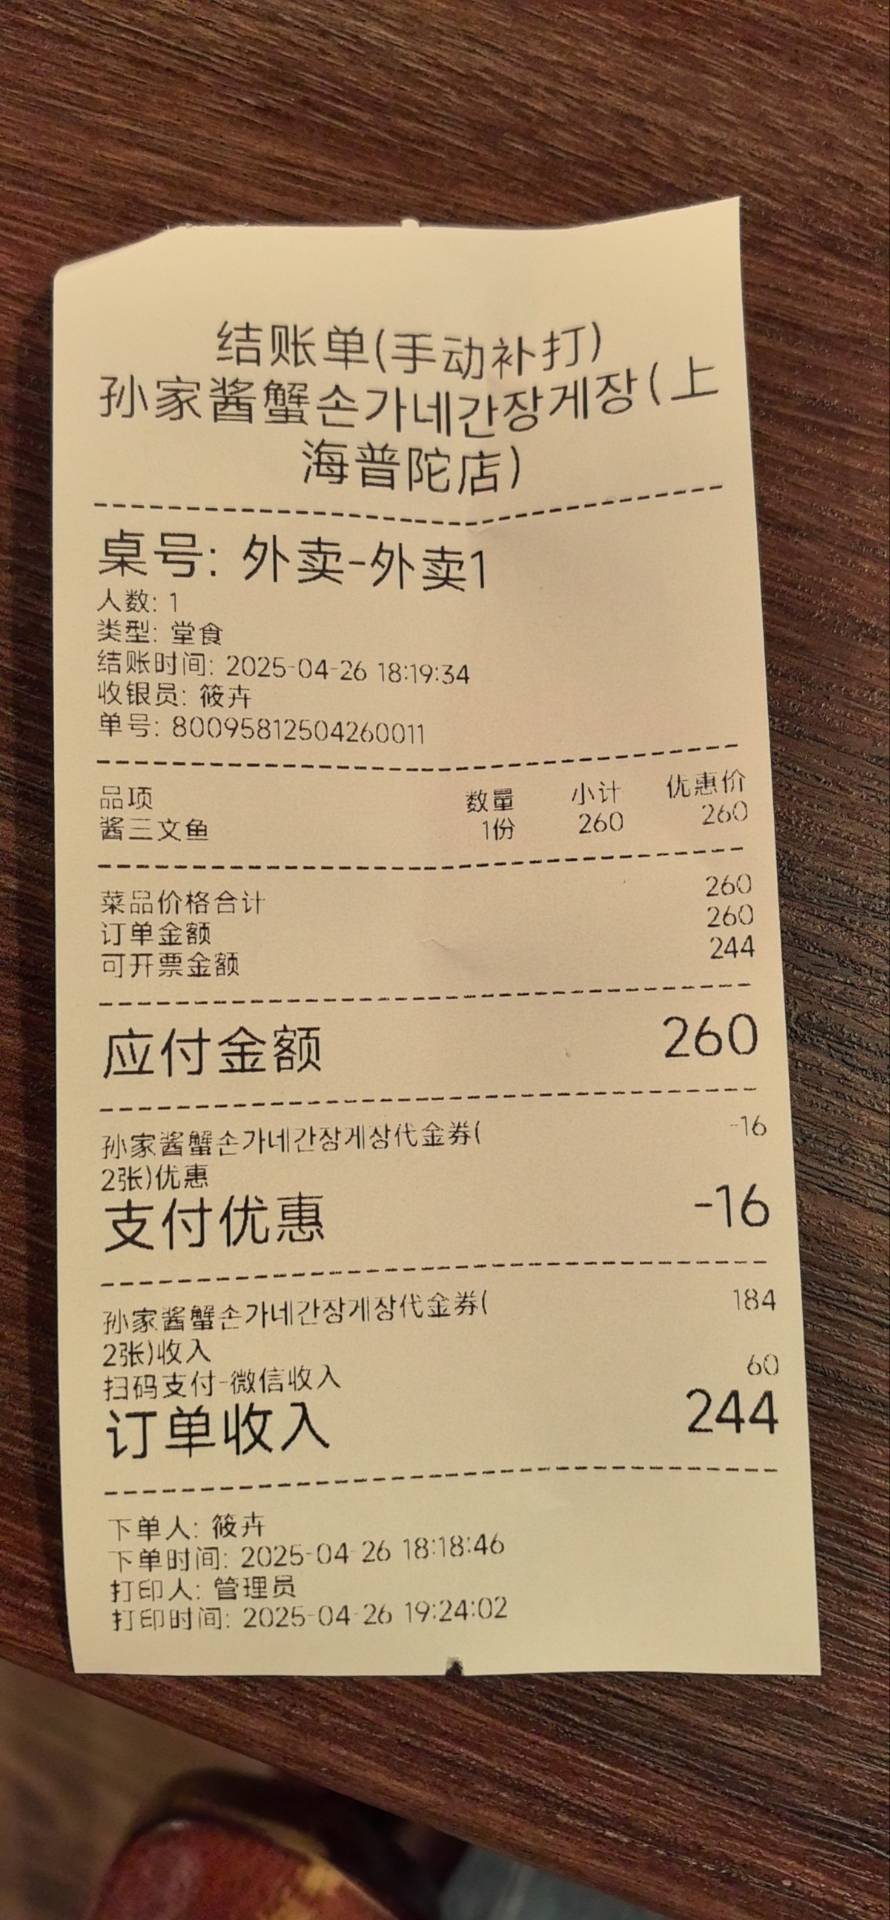 结账单(手动补打)
孙家酱蟹손가네간장게장(上
海普陀店)
桌号: 外卖-外卖1
人数: 1
类型: 堂食
结账时间: 2025-04-26 18:19:34
收银员: 筱卉
单号: 80095812504260011
品项 数量 小计 优惠价
酱三文鱼 1份 260 260
菜品价格合计 260
订单金额 260
可开票金额 244
应付金额 260
孙家酱蟹손가네간장게장代金券( -16
2张)优惠
支付优惠 -16
孙家酱蟹손가네간장게장代金券( 184
2张)收入
扫码支付-微信收入 60
订单收入 244
下单人: 筱卉
下单时间: 2025-04-26 18:18:46
打印人: 管理员
打印时间: 2025-04-26 19:24:02